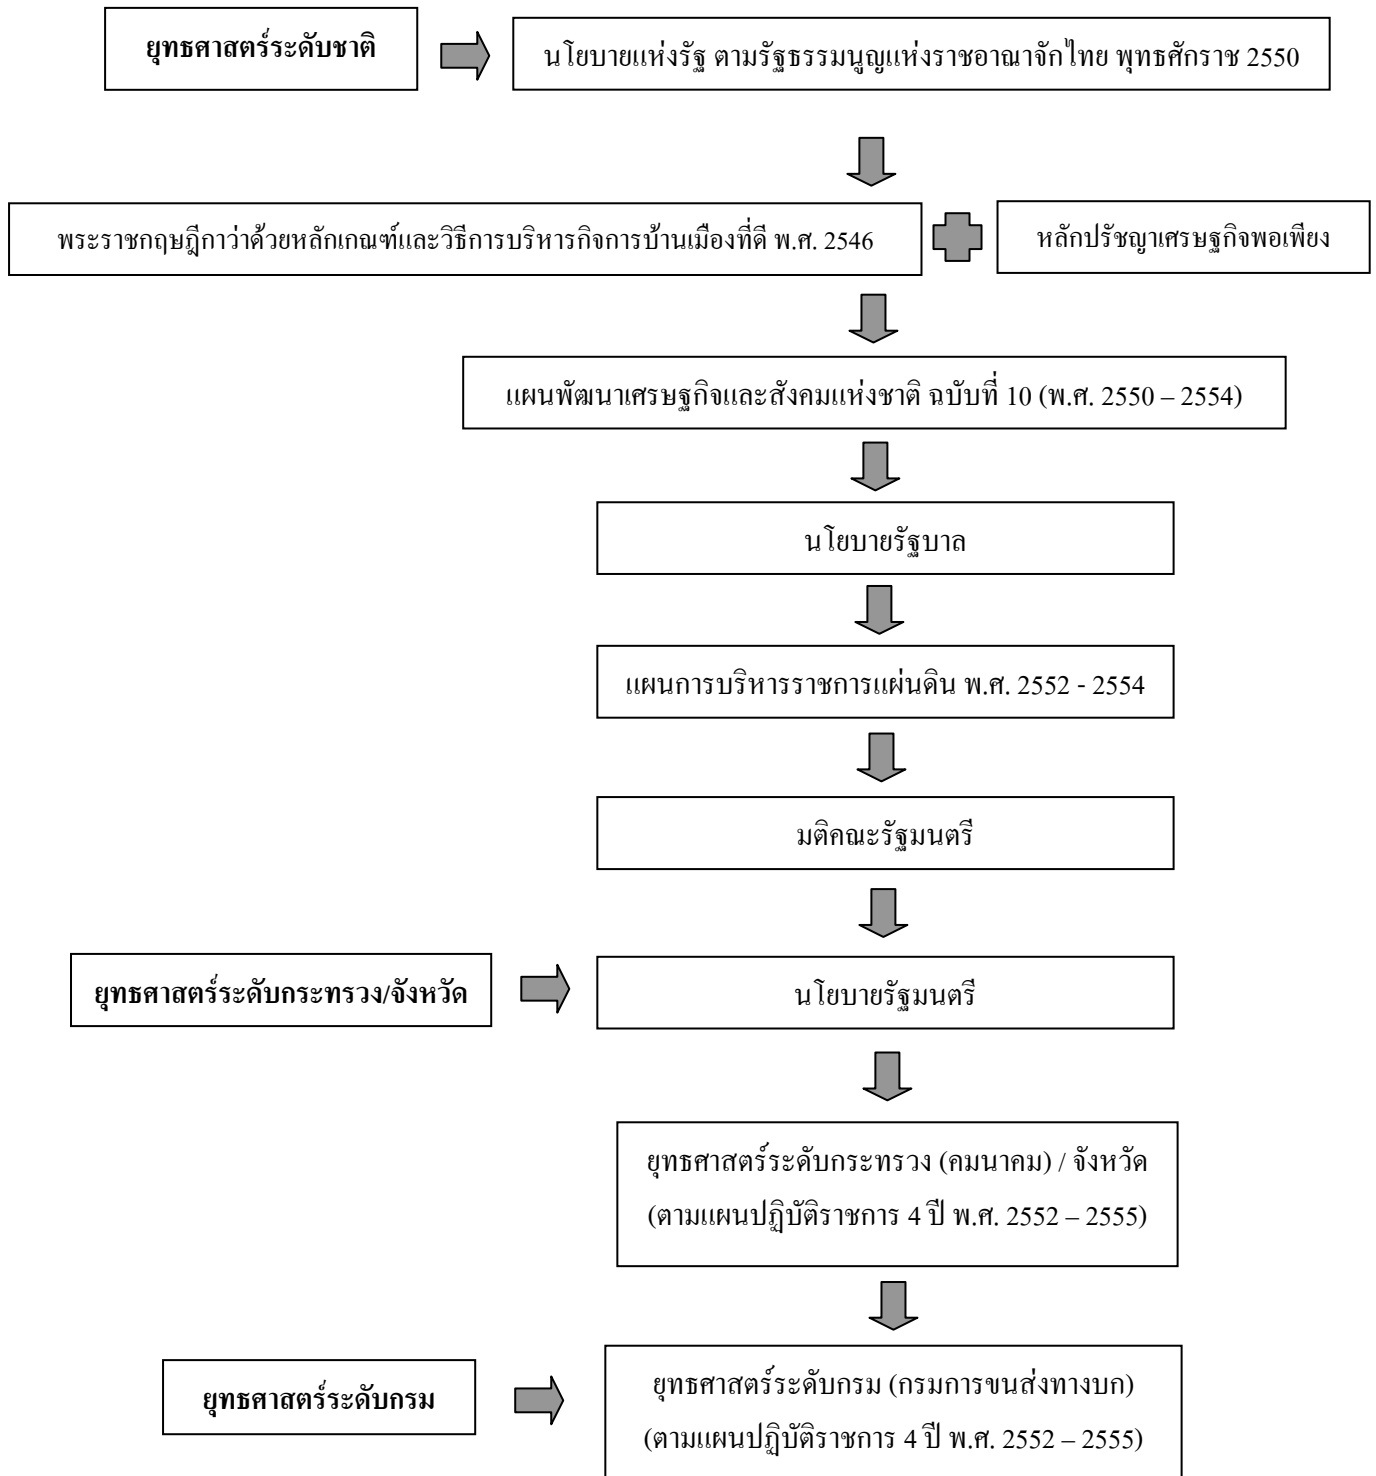 ยุทธศาสตร์ระดับชาติ
นโยบายแห่งรัฐ ตามรัฐธรรมนูญแห่งราชอาณาจักไทย พุทธศักราช 2550
พระราชกฤษฎีกาว่าด้วยหลักเกณฑ์และวิธีการบริหารกิจการบ้านเมืองที่ดี พ.ศ. 2546
หลักปรัชญาเศรษฐกิจพอเพียง
แผนพัฒนาเศรษฐกิจและสังคมแห่งชาติ ฉบับที่ 10 (พ.ศ. 2550 – 2554)
นโยบายรัฐบาล
แผนการบริหารราชการแผ่นดิน พ.ศ. 2552 - 2554
มติคณะรัฐมนตรี
ยุทธศาสตร์ระดับกระทรวง/จังหวัด
นโยบายรัฐมนตรี
ยุทธศาสตร์ระดับกระทรวง (คมนาคม) / จังหวัด
(ตามแผนปฏิบัติราชการ 4 ปี พ.ศ. 2552 – 2555)
ยุทธศาสตร์ระดับกรม
ยุทธศาสตร์ระดับกรม (กรมการขนส่งทางบก)
(ตามแผนปฏิบัติราชการ 4 ปี พ.ศ. 2552 – 2555)